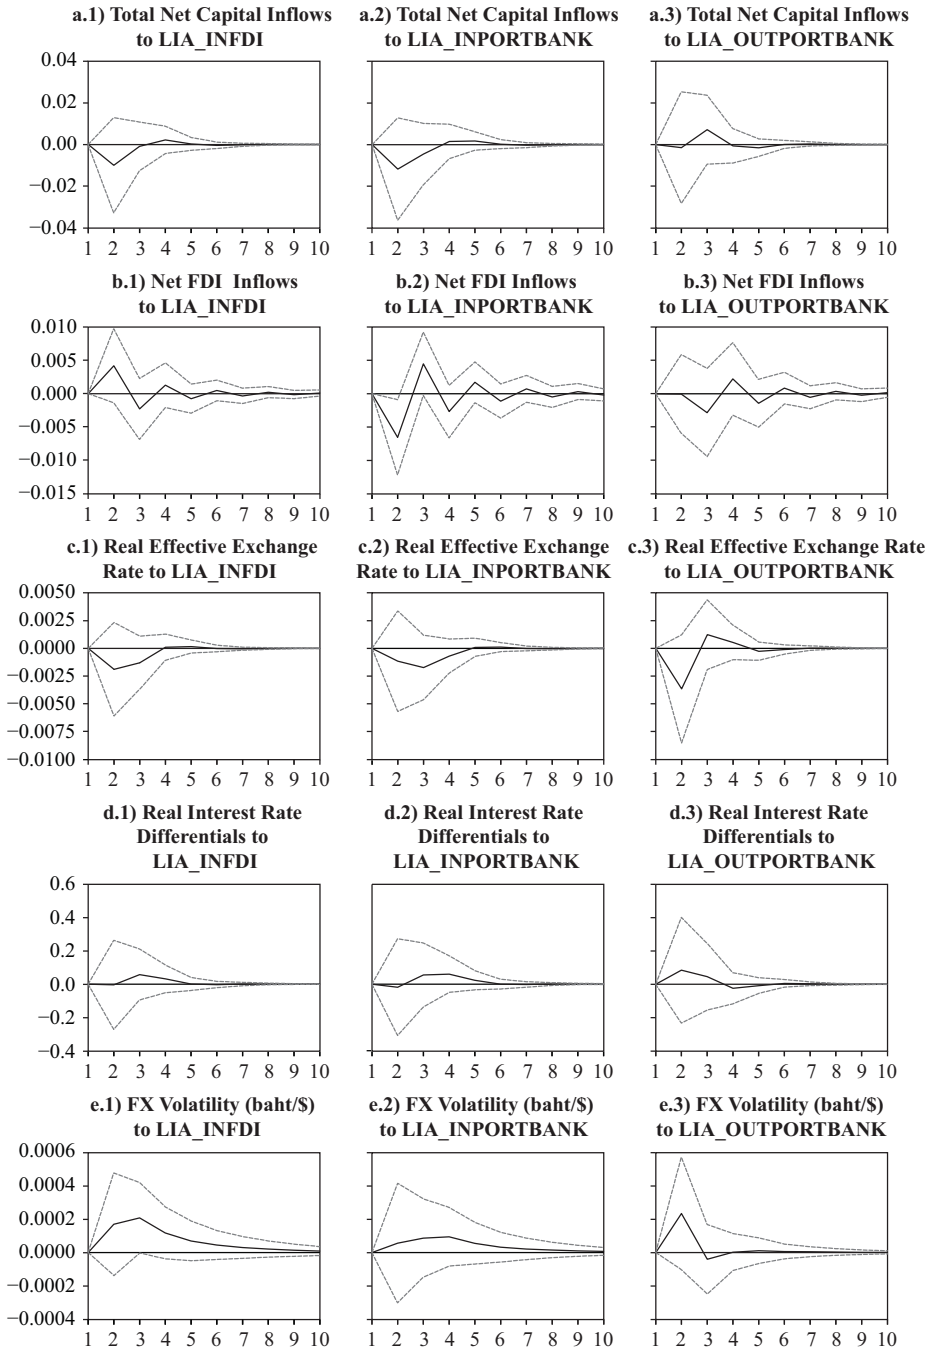 a.1) Total Net Capital Inflows
to LIA_INFDI
a.2) Total Net Capital Inflows
to LIA_INPORTBANK
a.3) Total Net Capital Inflows
to LIA_OUTPORTBANK
0.04
0.02
0.00
−0.02
−0.04
1 2 3 4 5 6 7 8 9 10
1 2 3 4 5 6 7 8 9 10
1 2 3 4 5 6 7 8 9 10
b.1) Net FDI Inflows
to LIA_INFDI
b.2) Net FDI Inflows
to LIA_INPORTBANK
b.3) Net FDI Inflows
to LIA_OUTPORTBANK
0.010
0.005
0.000
−0.005
−0.010
−0.015
1 2 3 4 5 6 7 8 9 10
1 2 3 4 5 6 7 8 9 10
1 2 3 4 5 6 7 8 9 10
c.1) Real Effective Exchange
Rate to LIA_INFDI
c.2) Real Effective Exchange
Rate to LIA_INPORTBANK
c.3) Real Effective Exchange Rate
to LIA_OUTPORTBANK
0.0050
0.0025
0.0000
−0.0025
−0.0050
−0.0075
−0.0100
1 2 3 4 5 6 7 8 9 10
1 2 3 4 5 6 7 8 9 10
1 2 3 4 5 6 7 8 9 10
d.1) Real Interest Rate
Differentials to
LIA_INFDI
d.2) Real Interest Rate
Differentials to
LIA_INPORTBANK
d.3) Real Interest Rate
Differentials to
LIA_OUTPORTBANK
0.6
0.4
0.2
0.0
−0.2
−0.4
1 2 3 4 5 6 7 8 9 10
1 2 3 4 5 6 7 8 9 10
1 2 3 4 5 6 7 8 9 10
e.1) FX Volatility (baht/$)
to LIA_INFDI
e.2) FX Volatility (baht/$)
to LIA_INPORTBANK
e.3) FX Volatility (baht/$)
to LIA_OUTPORTBANK
0.0006
0.0004
0.0002
0.0000
−0.0002
−0.0004
1 2 3 4 5 6 7 8 9 10
1 2 3 4 5 6 7 8 9 10
1 2 3 4 5 6 7 8 9 10